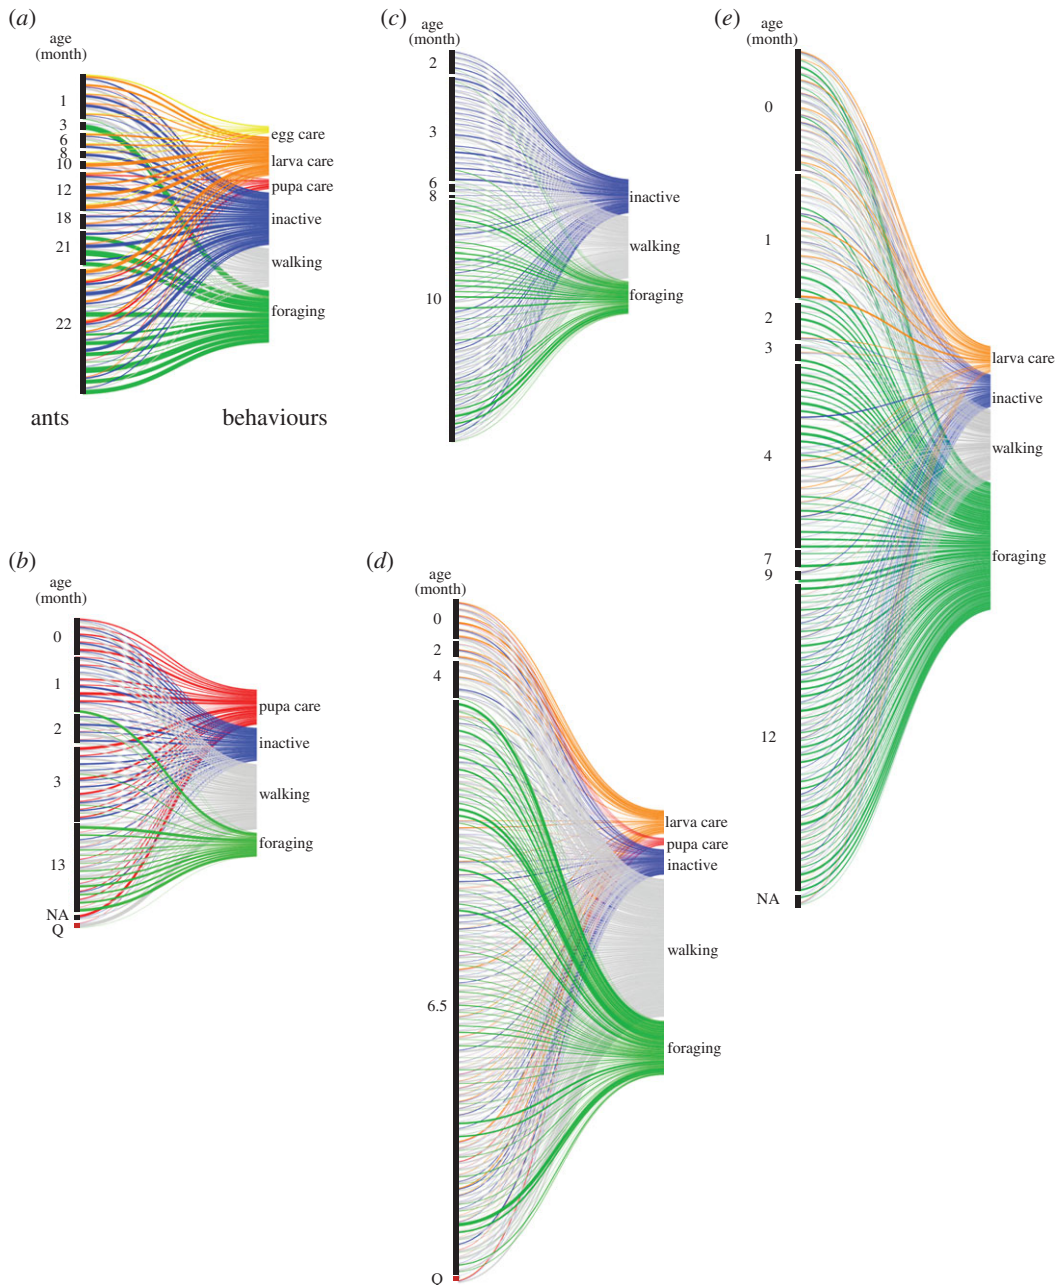 (a)
age
(month)
1
3
6
8
10
12
18
21
22
egg care
larva care
pupa care
inactive
walking
foraging
ants
behaviours
(b)
age
(month)
0
1
2
3
13
NA
Q
pupa care
inactive
walking
foraging
(c)
age
(month)
2
3
6
8
10
inactive
walking
foraging
(d)
age
(month)
0
2
4
6.5
Q
larva care
pupa care
inactive
walking
foraging
(e)
age
(month)
0
1
2
3
4
7
9
12
NA
larva care
inactive
walking
foraging